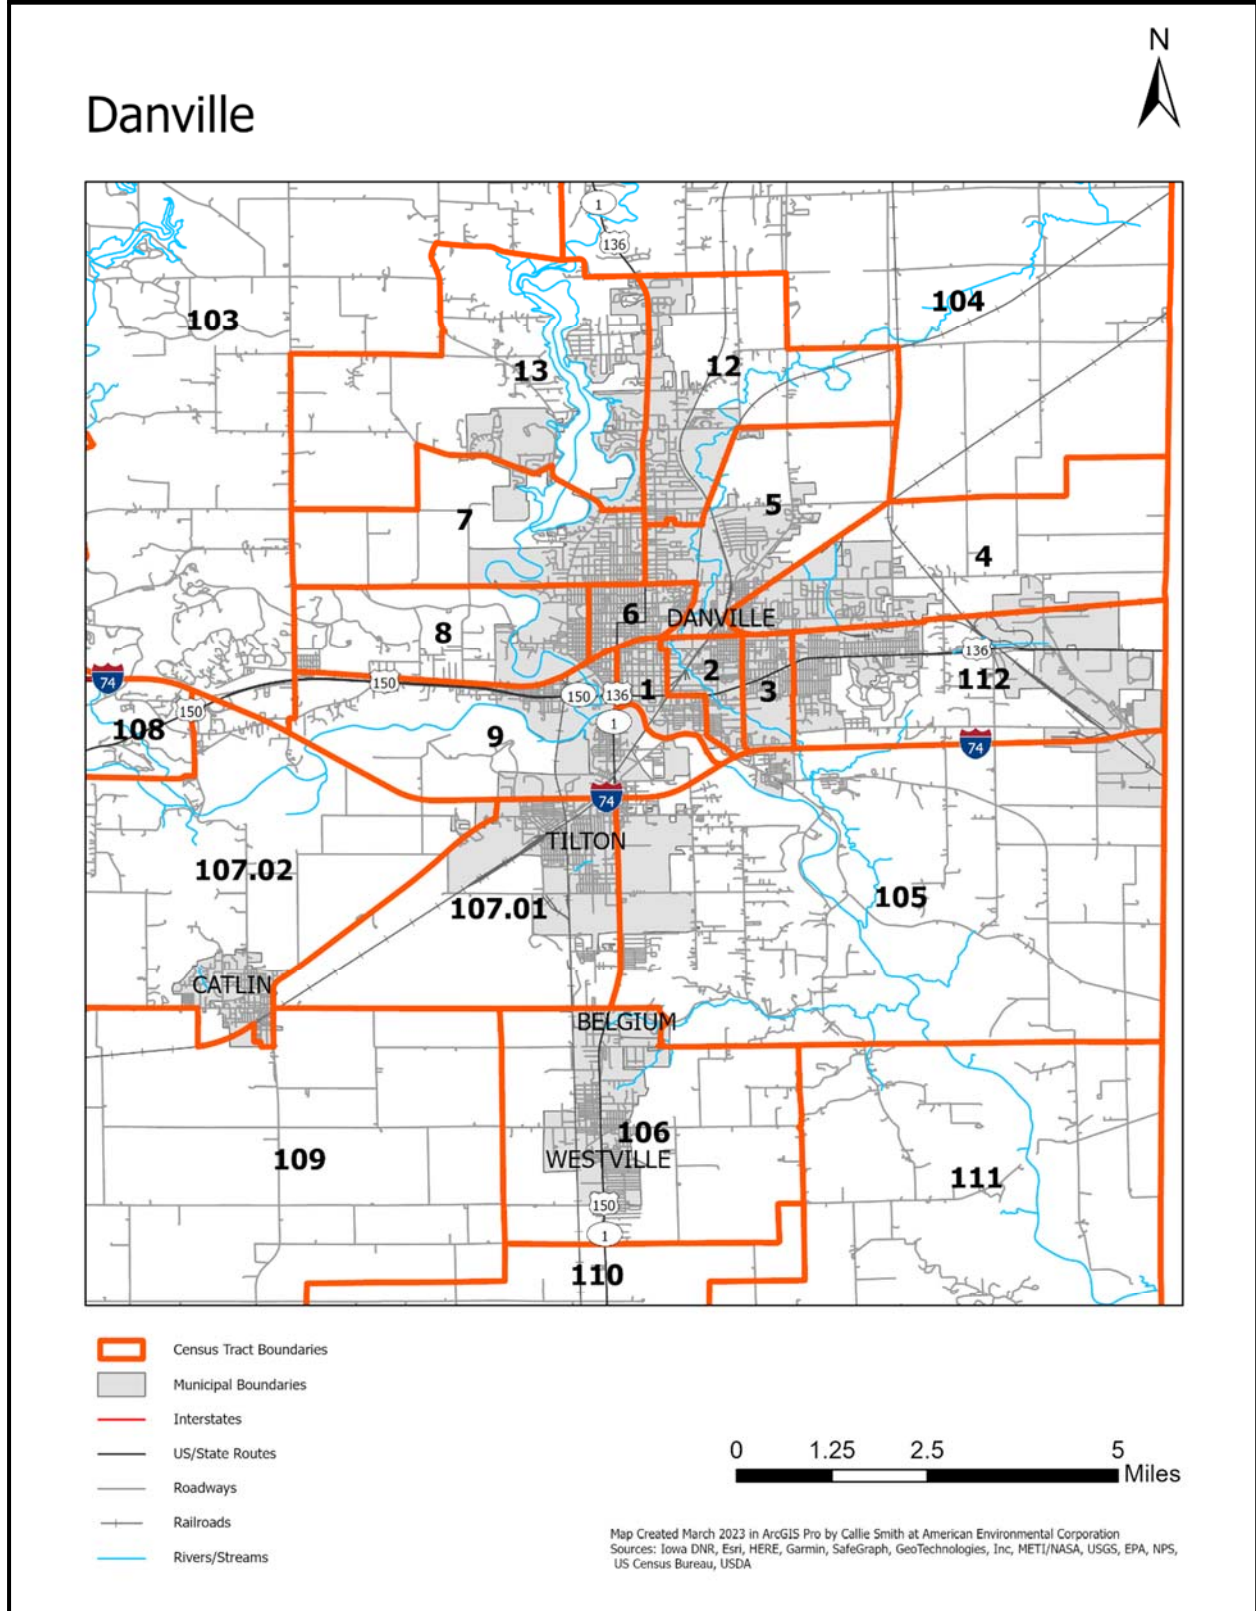 N
Danville
1
136
104
103
12
13
5
7
4
6
DANVILLE
8
136
2
112
74
150
150
136
1
3
150
108
1
9
74
74
TILTON
107.02
105
107.01
CATLIN
BELGIUM
106
109
WESTVILLE
111
150
1
110
Census Tract Boundaries
Municipal Boundaries
Interstates
US/State Routes
Roadways
Railroads
Rivers/Streams
0 1.25 2.5 5
Miles
Map Created March 2023 in ArcGIS Pro by Callie Smith at American Environmental Corporation
Sources: Iowa DNR, Esri, HERE, Garmin, SafeGraph, GeoTechnologies, Inc, METI/NASA, USGS, EPA, NPS,
US Census Bureau, USDA